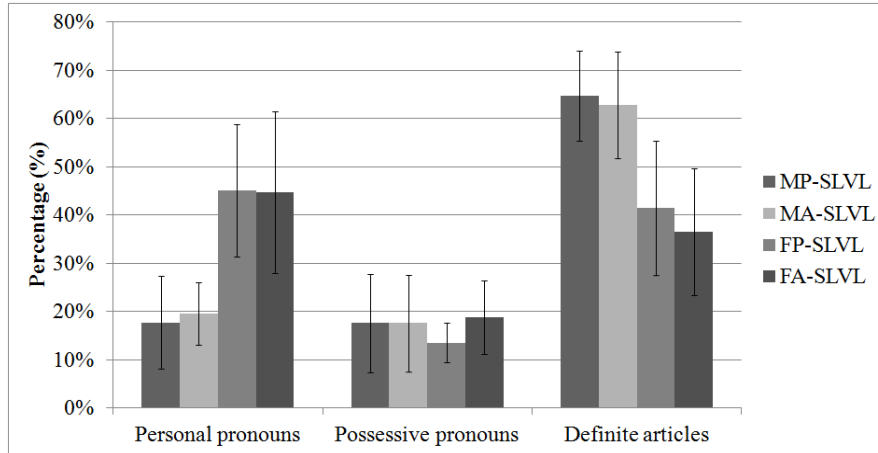 80%
70%
60%
50%
40%
30%
20%
10%
0%
Percentage (%)
Personal pronouns
Possessive pronouns
Definite articles
MP-SLVL
MA-SLVL
FP-SLVL
FA-SLVL